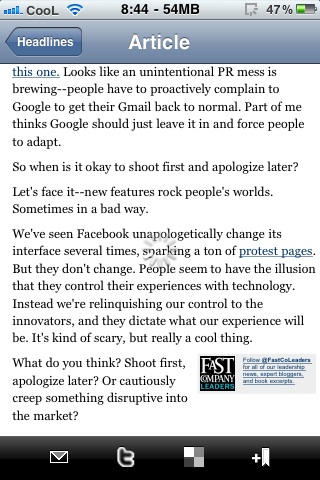 CooL 8:44 - 54MB 47%
Headlines Article
this one. Looks like an unintentional PR mess is
brewing--people have to proactively complain to
Google to get their Gmail back to normal. Part of me
thinks Google should just leave it in and force people
to adapt.
So when is it okay to shoot first and apologize later?
Let's face it--new features rock people's worlds.
Sometimes in a bad way.
We've seen Facebook unapologetically change its
interface several times, sparking a ton of protest pages.
But they don't change. People seem to have the illusion
that they control their experiences with technology.
Instead we're relinquishing our control to the
innovators, and they dictate what our experience will
be. It's kind of scary, but really a cool thing.
What do you think? Shoot first,
apologize later? Or cautiously
creep something disruptive into
the market?
FAST
COMPANY
LEADERS
Follow @FastCoLeaders
for all of our leadership
news, expert bloggers,
and book excerpts.